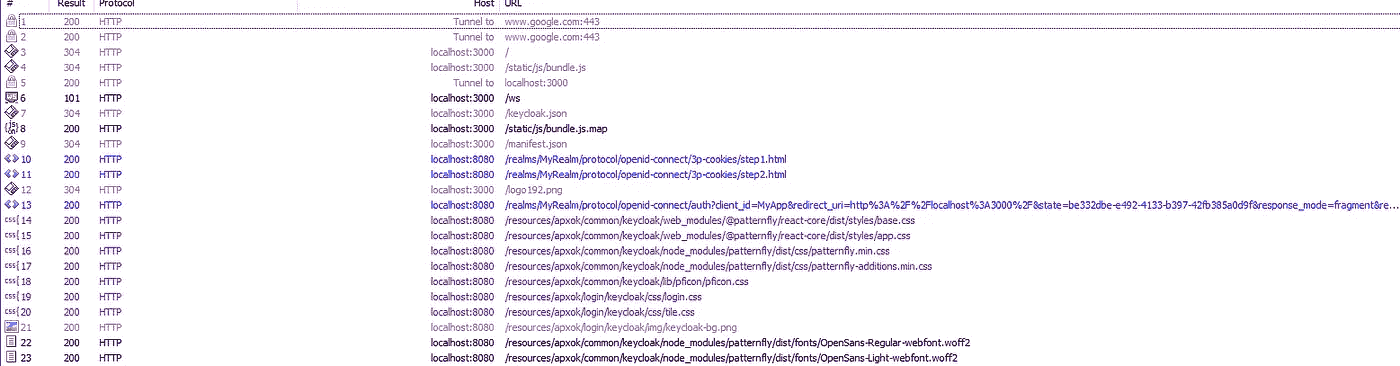 # Result Protocol Host URL
1 200 HTTP Tunnel to www.google.com:443
2 200 HTTP Tunnel to www.google.com:443
3 304 HTTP localhost:3000 /
4 304 HTTP localhost:3000 /static/js/bundle.js
5 200 HTTP Tunnel to localhost:3000
6 101 HTTP localhost:3000 /ws
7 304 HTTP localhost:3000 /keycloak.json
8 200 HTTP localhost:3000 /static/js/bundle.js.map
9 304 HTTP localhost:3000 /manifest.json
10 200 HTTP localhost:8080 /realms/MyRealm/protocol/openid-connect/3p-cookies/step1.html
11 200 HTTP localhost:8080 /realms/MyRealm/protocol/openid-connect/3p-cookies/step2.html
12 304 HTTP localhost:3000 /logo192.png
13 200 HTTP localhost:8080 /realms/MyRealm/protocol/openid-connect/auth?client_id=MyApp&redirect_uri=http%3A%2F%2Flocalhost%3A3000%2F&state=be332dbe-e492-4133-b397-42fb385a0d9f&response_mode=fragment&re...
14 200 HTTP localhost:8080 /resources/apxok/common/keycloak/web_modules/@patternfly/react-core/dist/styles/base.css
15 200 HTTP localhost:8080 /resources/apxok/common/keycloak/web_modules/@patternfly/react-core/dist/styles/app.css
16 200 HTTP localhost:8080 /resources/apxok/common/keycloak/node_modules/patternfly/dist/css/patternfly.min.css
17 200 HTTP localhost:8080 /resources/apxok/common/keycloak/node_modules/patternfly/dist/css/patternfly-additions.min.css
18 200 HTTP localhost:8080 /resources/apxok/common/keycloak/lib/pficon/pficon.css
19 200 HTTP localhost:8080 /resources/apxok/login/keycloak/css/login.css
20 200 HTTP localhost:8080 /resources/apxok/login/keycloak/css/tile.css
21 200 HTTP localhost:8080 /resources/apxok/login/keycloak/img/keycloak-bg.png
22 200 HTTP localhost:8080 /resources/apxok/common/keycloak/node_modules/patternfly/dist/fonts/OpenSans-Regular-webfont.woff2
23 200 HTTP localhost:8080 /resources/apxok/common/keycloak/node_modules/patternfly/dist/fonts/OpenSans-Light-webfont.woff2